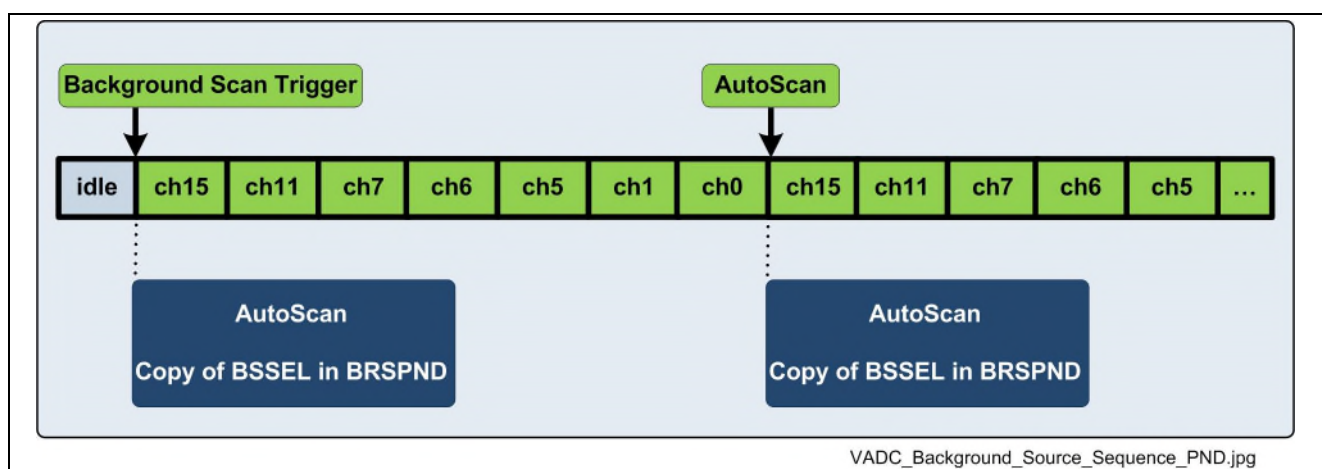 Background Scan Trigger
AutoScan
idle ch15 ch11 ch7 ch6 ch5 ch1 ch0 ch15 ch11 ch7 ch6 ch5 ...
AutoScan
Copy of BSSEL in BRSPND
AutoScan
Copy of BSSEL in BRSPND
VADC_Background_Source_Sequence_PND.jpg